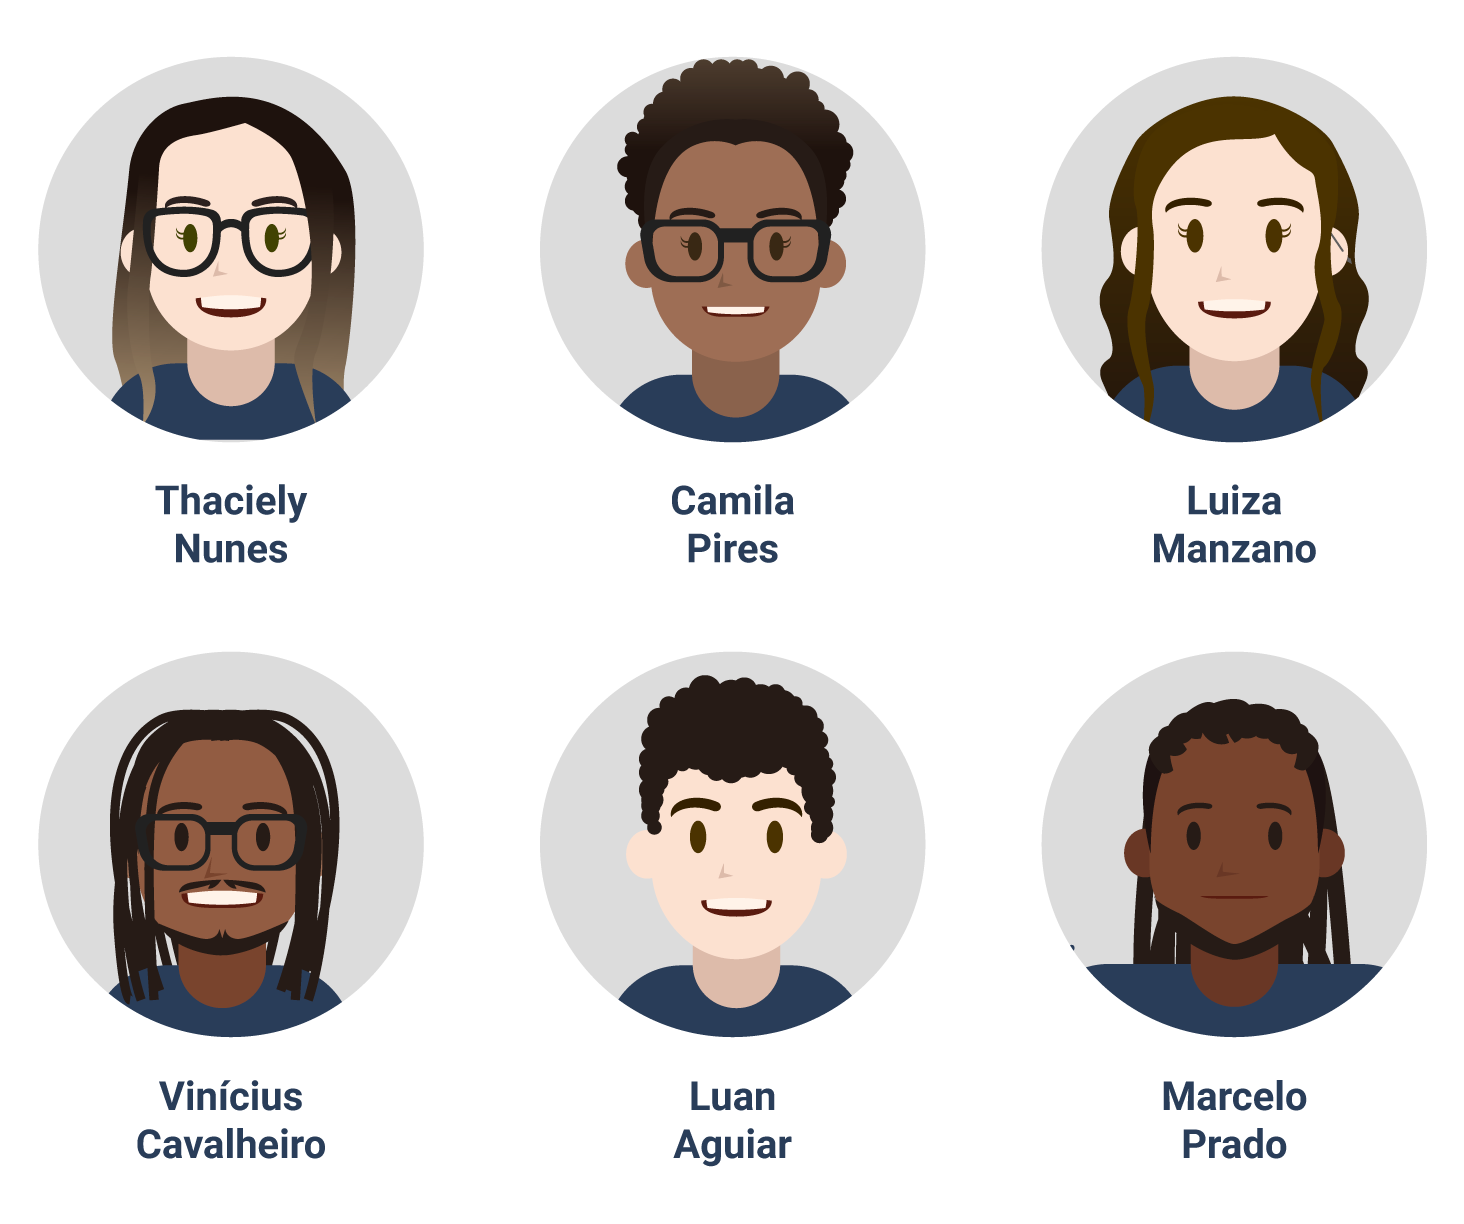 Thaciely
Nunes
Camila
Pires
Luiza
Manzano
Vinícius
Cavalheiro
Luan
Aguiar
Marcelo
Prado